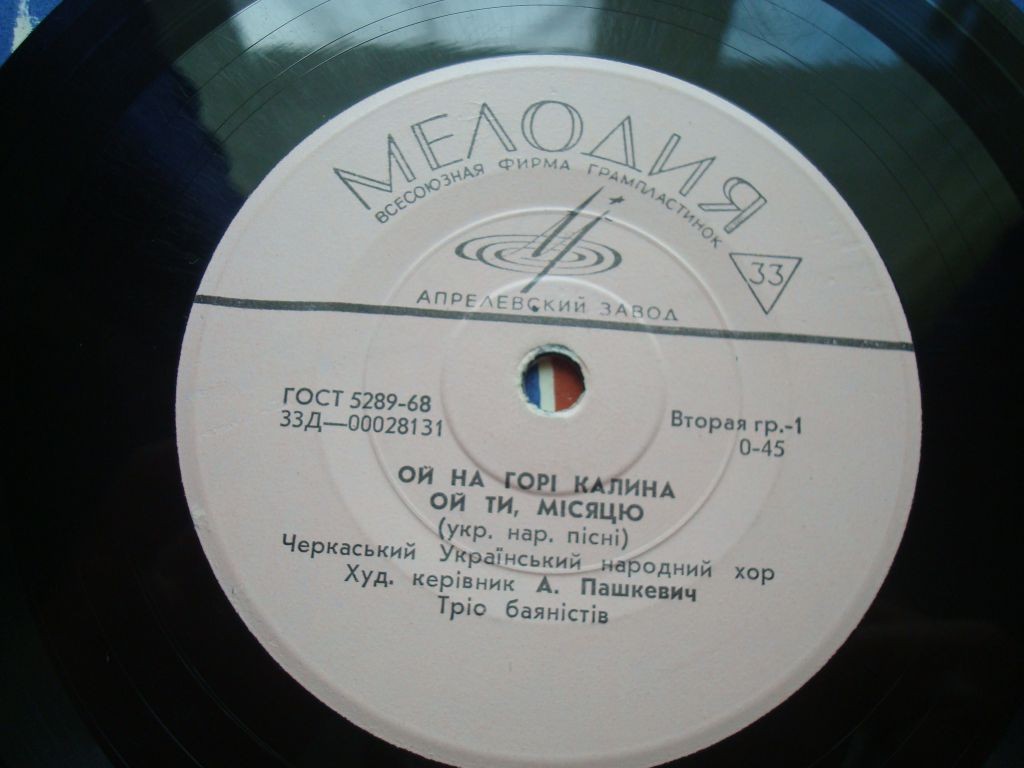 МЕЛОДИЯ
ВСЕСОЮЗНАЯ ФИРМА ГРАМПЛАСТИНОК
33
АПРЕЛЕВСКИЙ ЗАВОД
ГОСТ 5289-68
33Д—00028131
Вторая гр.-1
0-45
ОЙ НА ГОРІ КАЛИНА
ОЙ ТИ, МІСЯЦЮ
(укр. нар. пісні)
Черкаський Український народний хор
Худ. керівник А. Пашкевич
Тріо баяністів